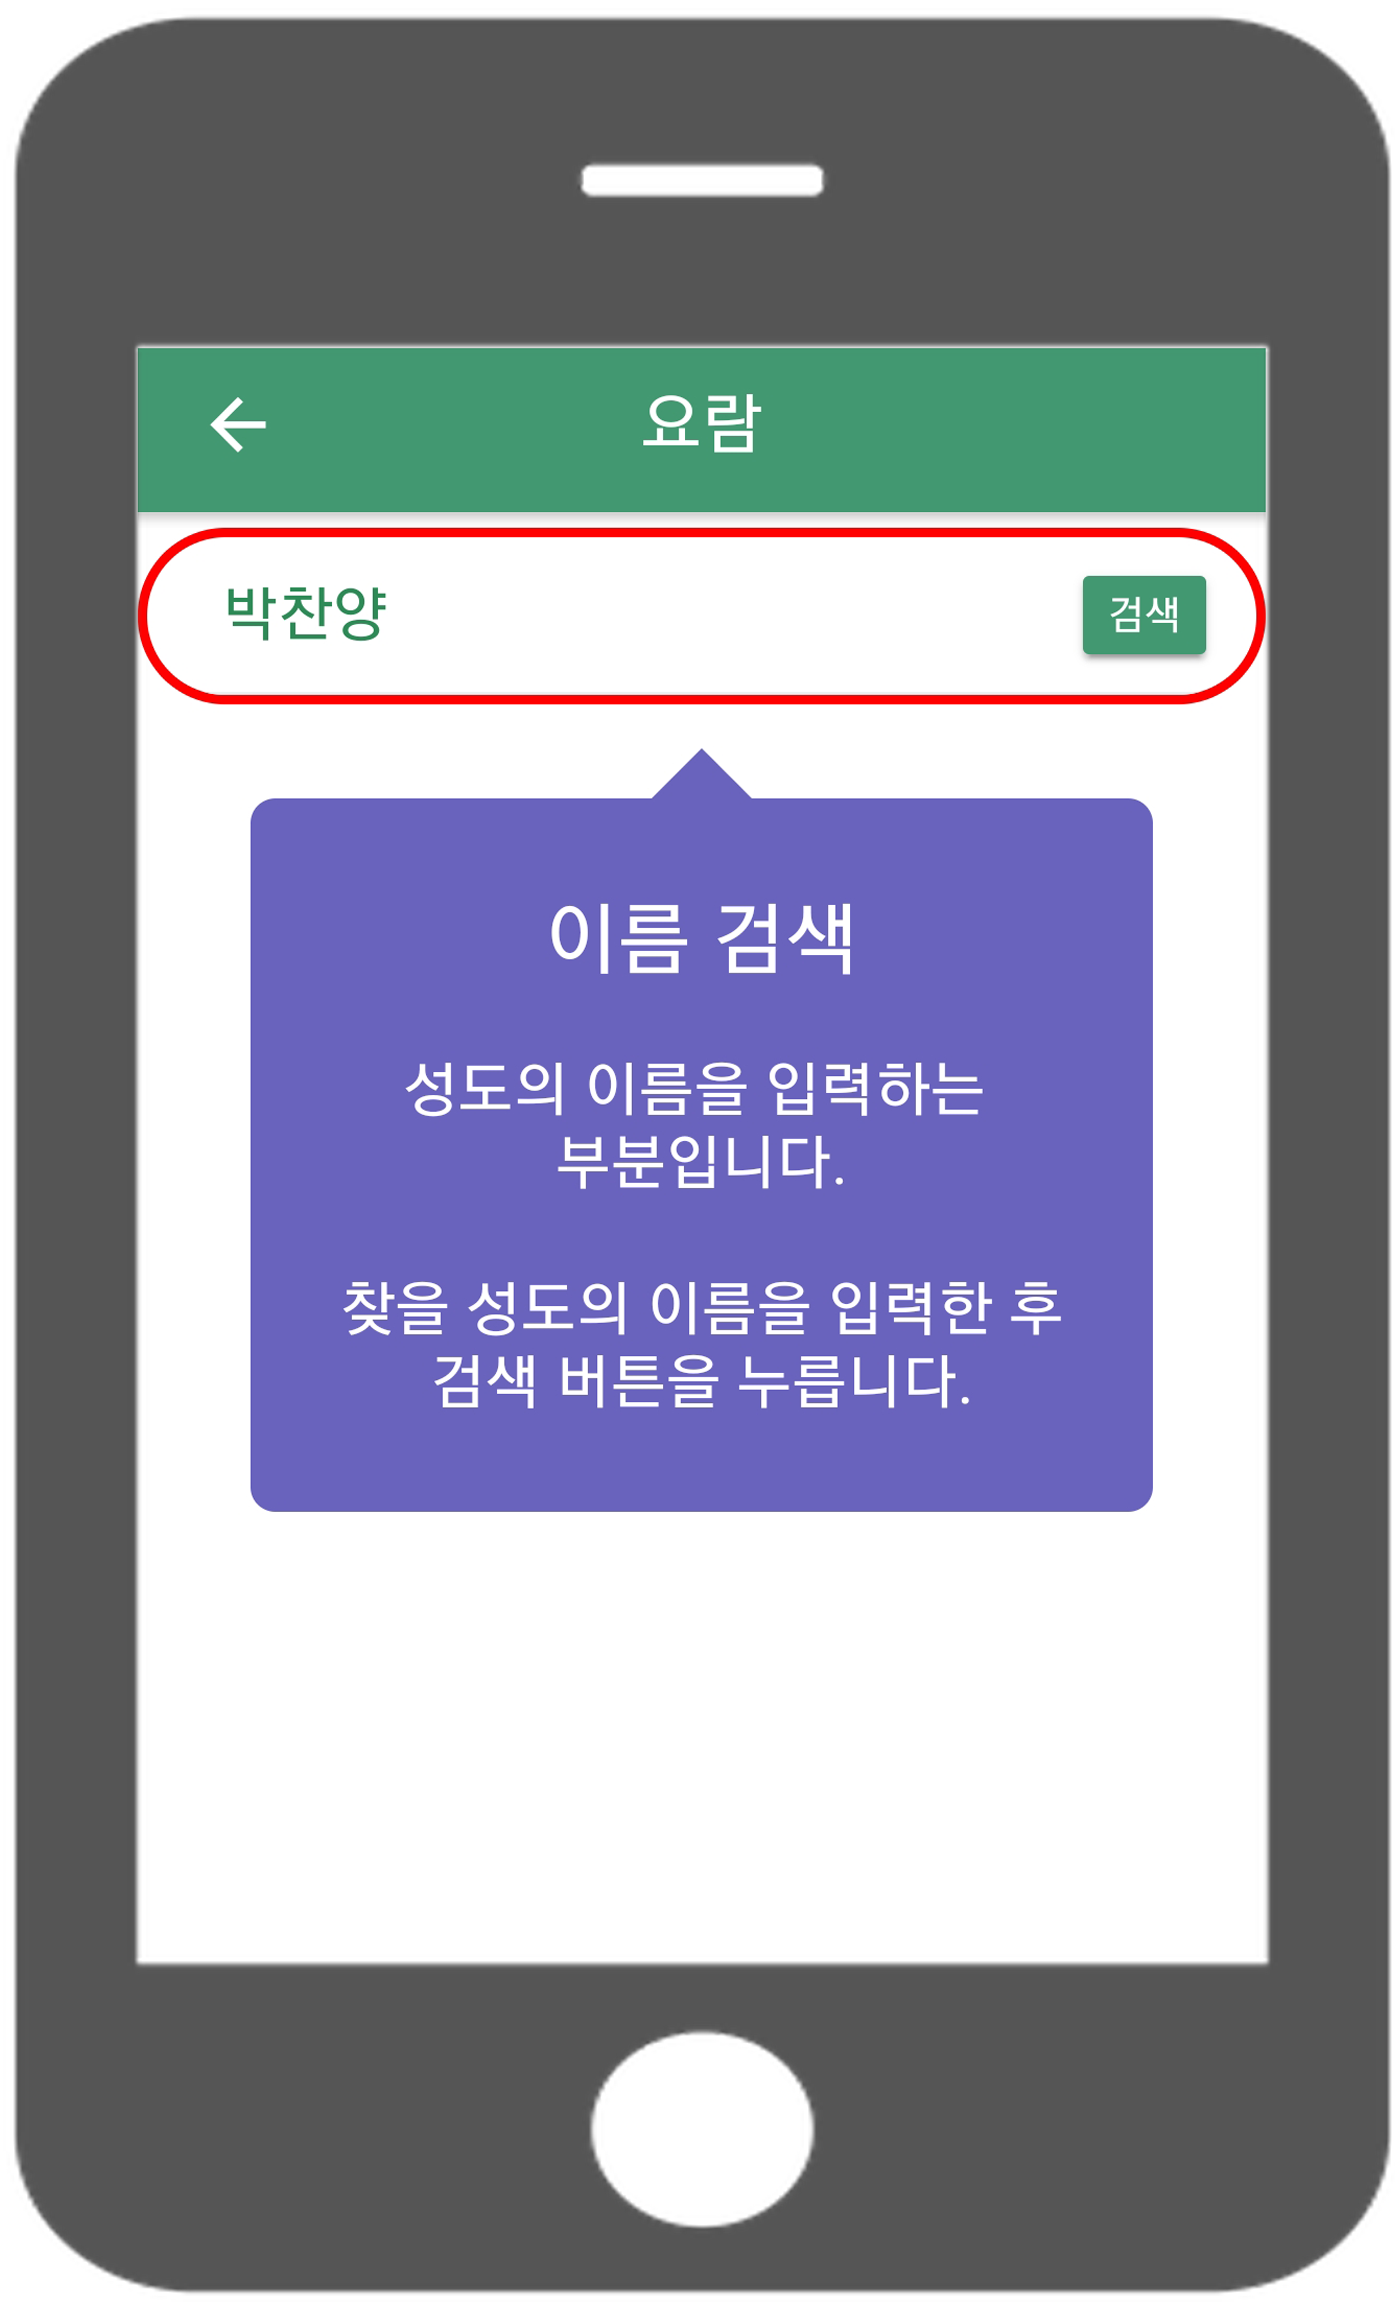 요람
박찬양 검색
이름 검색
성도의 이름을 입력하는
부분입니다.
찾을 성도의 이름을 입력한 후
검색 버튼을 누릅니다.